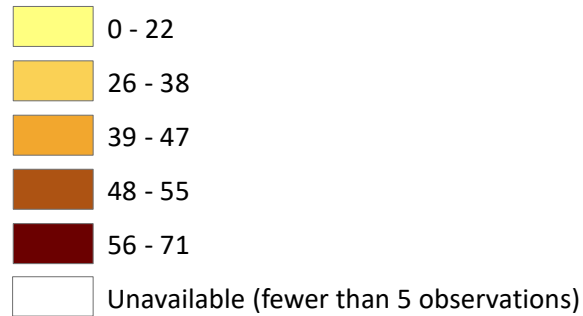 0 - 22
26 - 38
39 - 47
48 - 55
56 - 71
Unavailable (fewer than 5 observations)